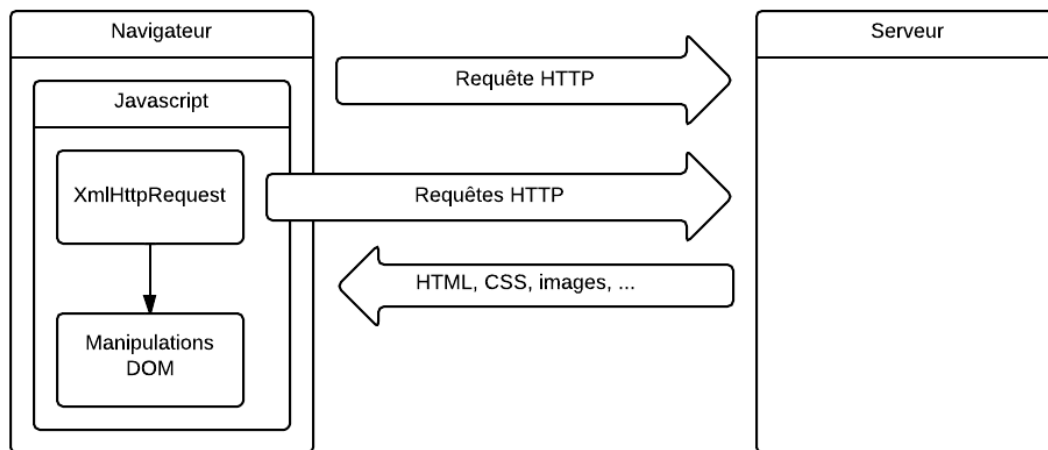 Navigateur
Serveur
Requête HTTP
Javascript
XmlHttpRequest
Requêtes HTTP
HTML, CSS, images, ...
Manipulations
DOM